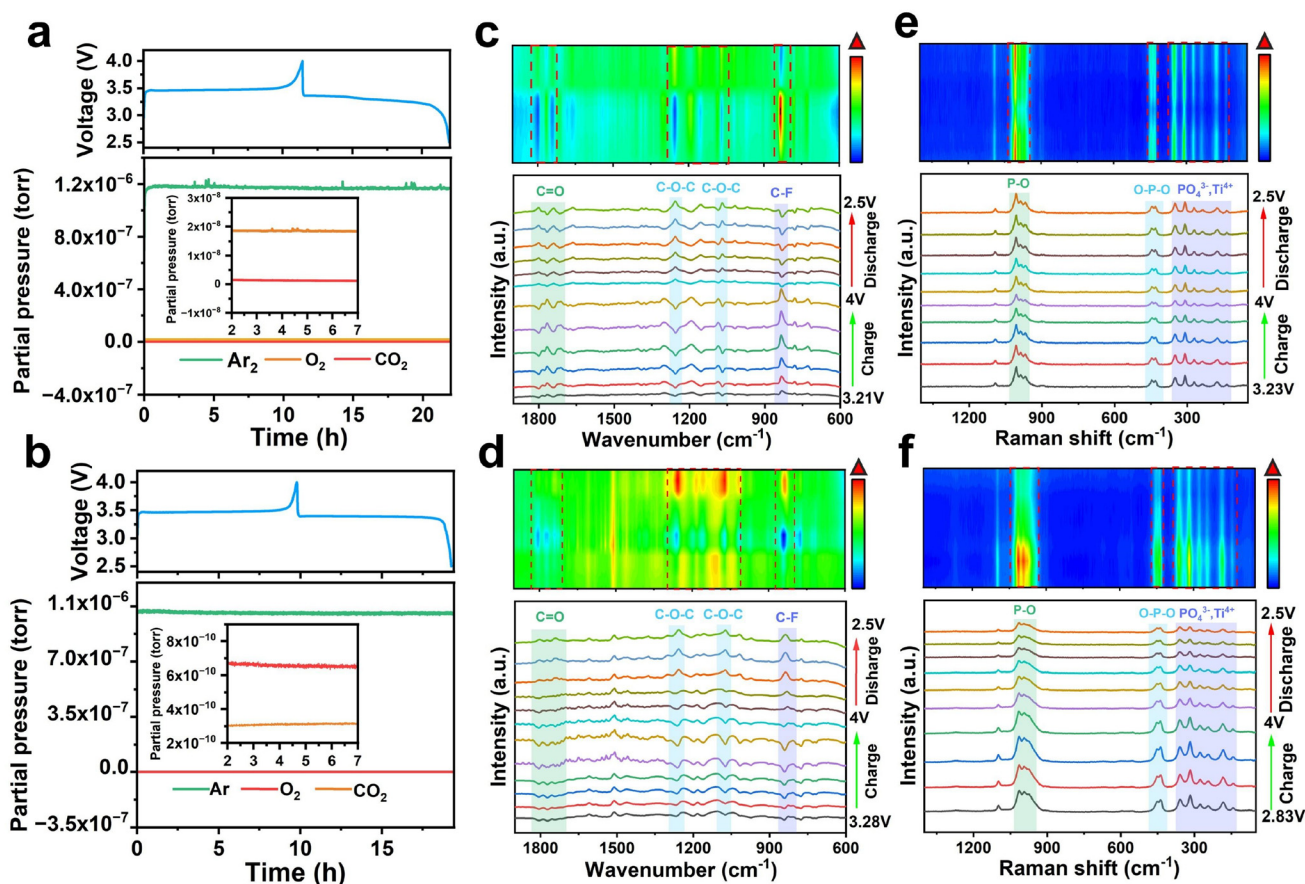 a
Voltage (V)
4.0
3.5
3.0
2.5
Partial pressure (torr)
1.2x10⁻⁶
8.0x10⁻⁷
4.0x10⁻⁷
0.0
−4.0x10⁻⁷
Partial pressure (torr)
3x10⁻⁸
2x10⁻⁸
1x10⁻⁸
0
−1x10⁻⁸
2 3 4 5 6 7
Ar₂ O₂ CO₂
0 5 10 15 20
Time (h)
b
Voltage (V)
4.0
3.5
3.0
2.5
Partial pressure (torr)
1.1x10⁻⁶
7.0x10⁻⁷
3.5x10⁻⁷
0.0
−3.5x10⁻⁷
Partial pressure (torr)
8x10⁻¹⁰
6x10⁻¹⁰
4x10⁻¹⁰
2x10⁻¹⁰
2 3 4 5 6 7
Ar O₂ CO₂
0 5 10 15
Time (h)
c
C=O C-O-C C-O-C C-F
Intensity (a.u.)
2.5V
Discharge
4V
Charge
3.21V
1800 1500 1200 900 600
Wavenumber (cm⁻¹)
d
C=O C-O-C C-O-C C-F
Intensity (a.u.)
2.5V
Disharge
4V
Charge
3.28V
1800 1500 1200 900 600
Wavenumber (cm⁻¹)
e
P-O O-P-O PO₄³⁻,Ti⁴⁺
Intensity (a.u.)
2.5V
Discharge
4V
Charge
3.23V
1200 900 600 300
Raman shift (cm⁻¹)
f
P-O O-P-O PO₄³⁻,Ti⁴⁺
Intensity (a.u.)
2.5V
Discharge
4V
Charge
2.83V
1200 900 600 300
Raman shift (cm⁻¹)